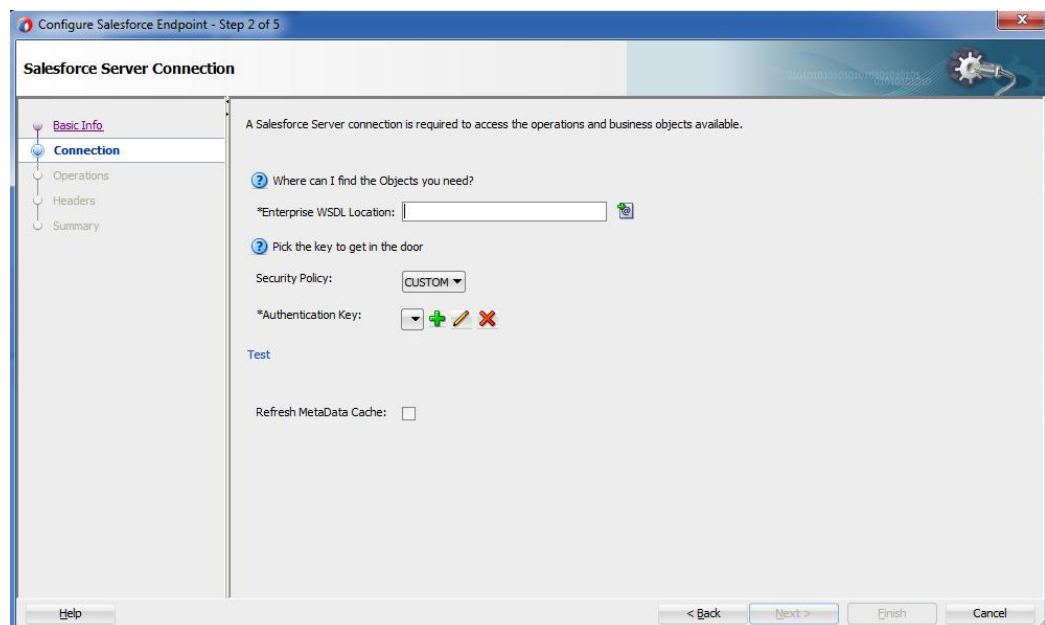 Configure Salesforce Endpoint - Step 2 of 5
Salesforce Server Connection
Basic Info
Connection
Operations
Headers
Summary
A Salesforce Server connection is required to access the operations and business objects available.
Where can I find the Objects you need?
*Enterprise WSDL Location:
Pick the key to get in the door
Security Policy: CUSTOM
*Authentication Key:
Test
Refresh MetaData Cache:
Help < Back Next > Finish Cancel